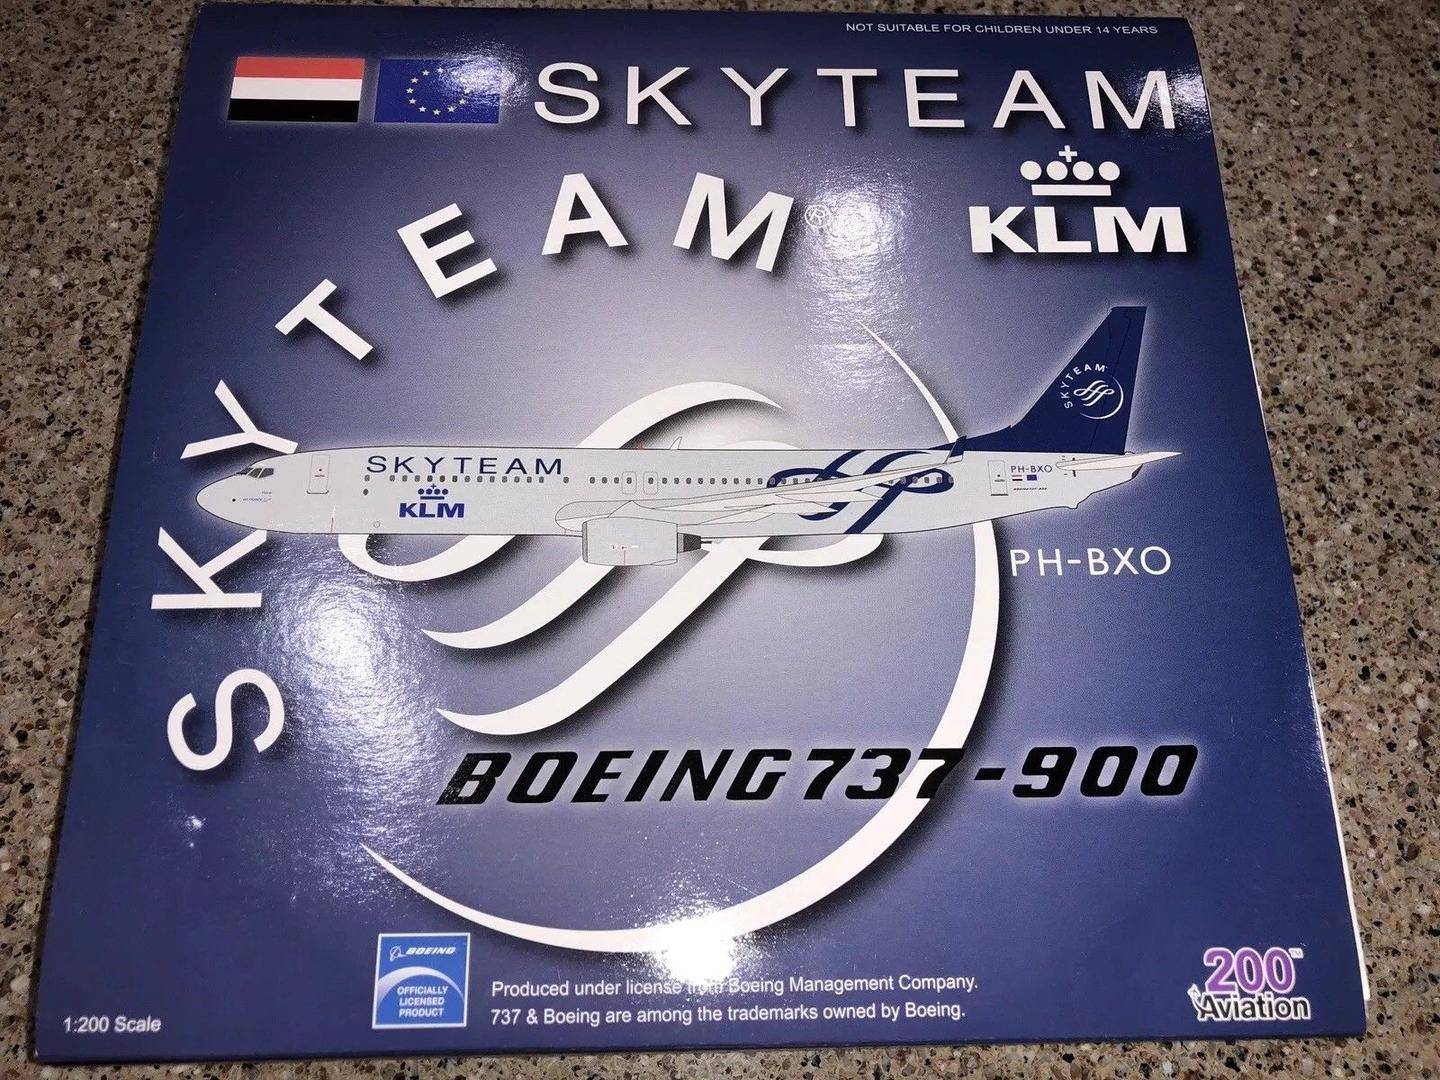 NOT SUITABLE FOR CHILDREN UNDER 14 YEARS
SKYTEAM
KLM
SKYTEAM®
SKYTEAM
SKYTEAM
KLM
PH-BXO
PH-BXO
BOEING 737-900
BOEING
OFFICIALLY
LICENSED
PRODUCT
Produced under license from Boeing Management Company.
737 & Boeing are among the trademarks owned by Boeing.
200™
Aviation
1:200 Scale